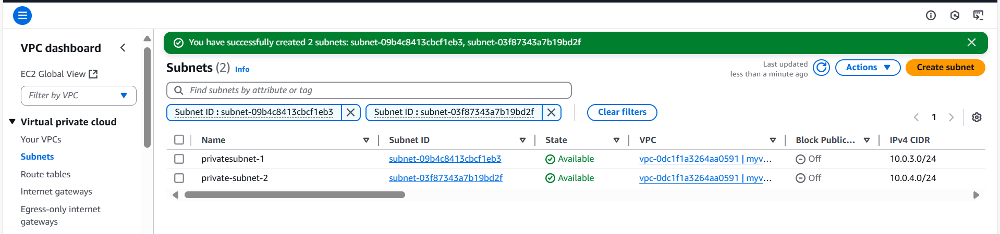 VPC dashboard
EC2 Global View
Filter by VPC
Virtual private cloud
Your VPCs
Subnets
Route tables
Internet gateways
Egress-only internet
gateways
You have successfully created 2 subnets: subnet-09b4c8413cbcf1eb3, subnet-03f87343a7b19bd2f
Subnets (2) Info
Last updated
less than a minute ago
Actions
Create subnet
Find subnets by attribute or tag
Subnet ID : subnet-09b4c8413cbcf1eb3
Subnet ID : subnet-03f87343a7b19bd2f
Clear filters
1
Name Subnet ID State VPC Block Public... IPv4 CIDR
privatesubnet-1 subnet-09b4c8413cbcf1eb3 Available vpc-0dc1f1a3264aa0591 | myv... Off 10.0.3.0/24
private-subnet-2 subnet-03f87343a7b19bd2f Available vpc-0dc1f1a3264aa0591 | myv... Off 10.0.4.0/24